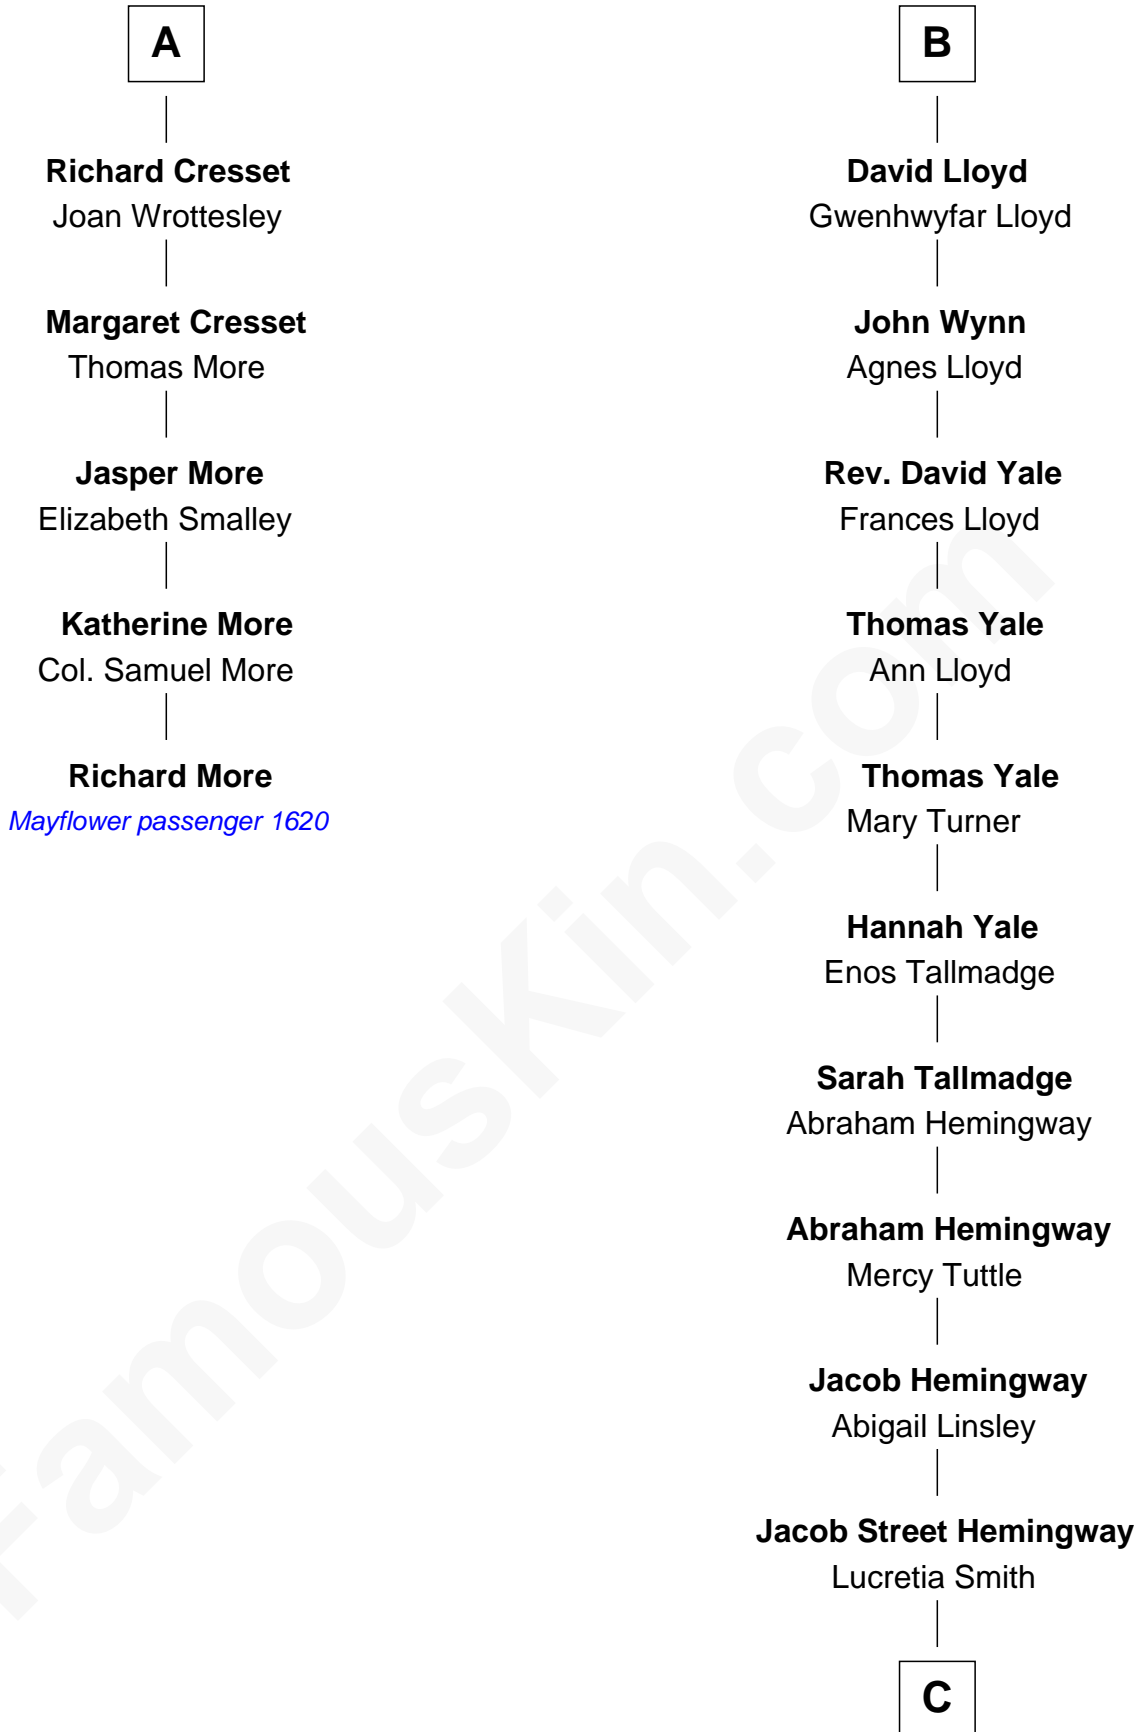 A
Richard Cresset
Joan Wrottesley
Margaret Cresset
Thomas More
Jasper More
Elizabeth Smalley
Katherine More
Col. Samuel More
Richard More
Mayflower passenger 1620
B
David Lloyd
Gwenhwyfar Lloyd
John Wynn
Agnes Lloyd
Rev. David Yale
Frances Lloyd
Thomas Yale
Ann Lloyd
Thomas Yale
Mary Turner
Hannah Yale
Enos Tallmadge
Sarah Tallmadge
Abraham Hemingway
Abraham Hemingway
Mercy Tuttle
Jacob Hemingway
Abigail Linsley
Jacob Street Hemingway
Lucretia Smith
C
FamousKin.com